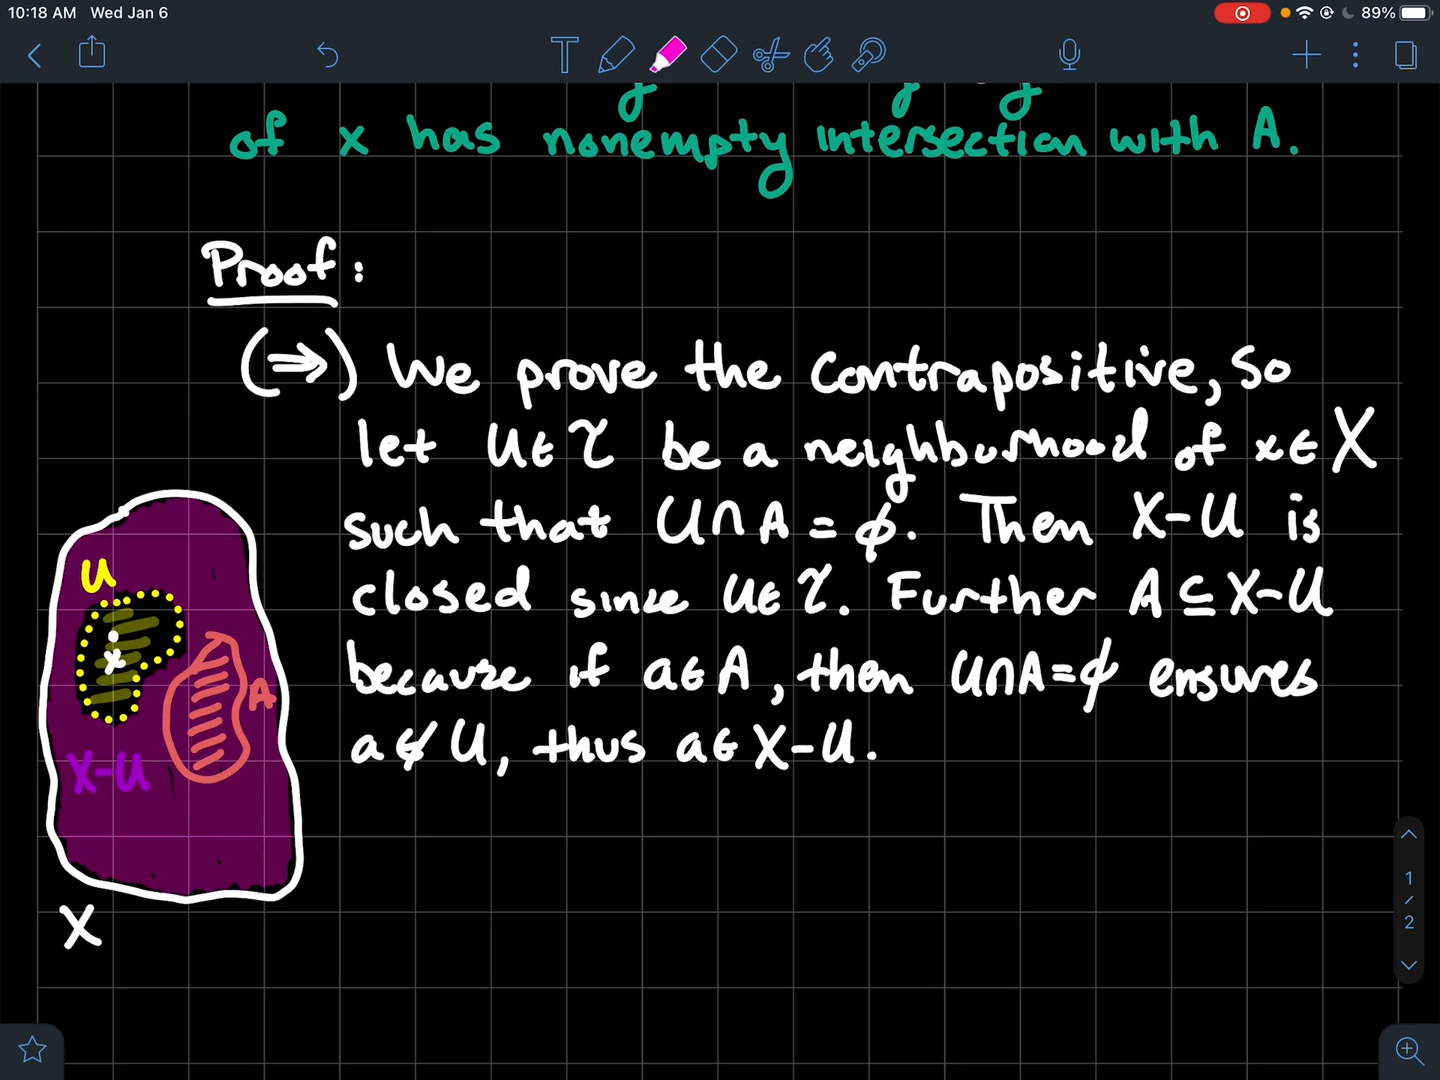 10:18 AM Wed Jan 6
89%
of x has nonempty intersection with A.
Proof:
(⇒) We prove the contrapositive, so
let U∈τ be a neighborhood of x∈X
such that U∩A=∅. Then X-U is
closed since U∈τ. Further A⊆X-U
because if a∈A, then U∩A=∅ ensures
a∉U, thus a∈X-U.
U
x
A
X-U
X
1
/
2